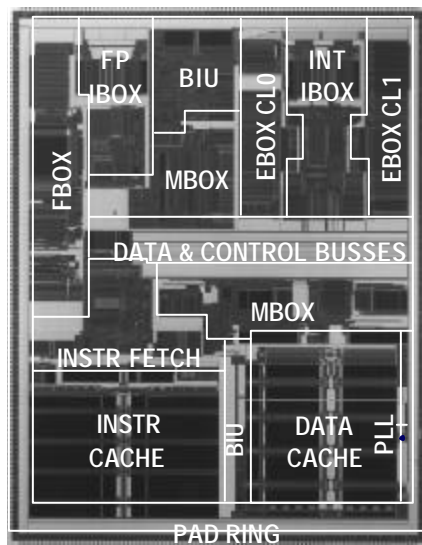 FP
IBOX
BIU
INT
IBOX
EBOX CL0
EBOX CL1
FBOX
MBOX
DATA & CONTROL BUSSES
MBOX
INSTR FETCH
INSTR
CACHE
BIU
DATA
CACHE
PLL
PAD RING